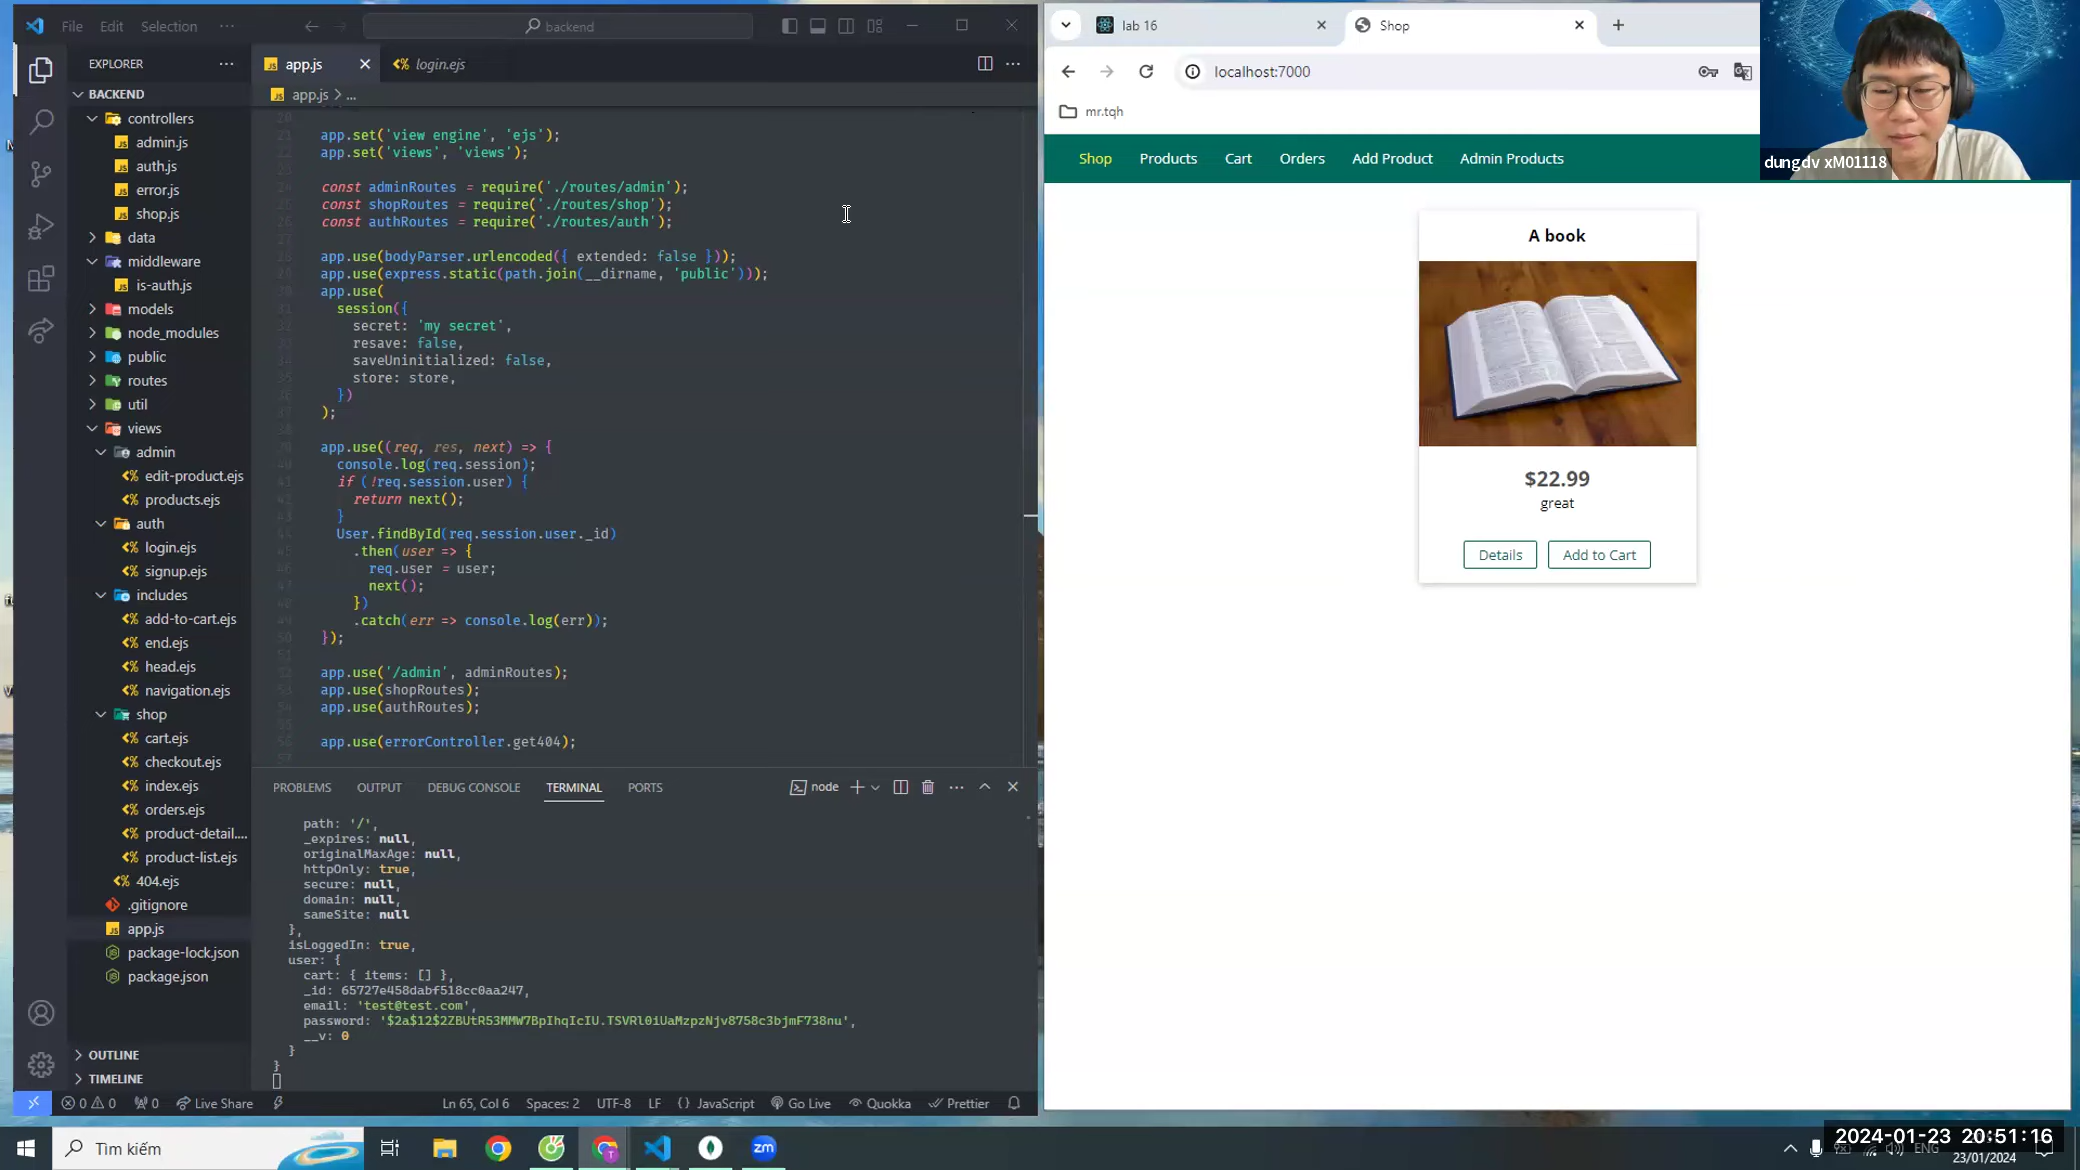 File
Edit
Selection
···
backend
EXPLORER
···
app.js
login.ejs
app.js > ...
BACKEND
controllers
admin.js
auth.js
error.js
shop.js
data
middleware
is-auth.js
models
node_modules
public
routes
util
views
admin
edit-product.ejs
products.ejs
auth
login.ejs
signup.ejs
includes
add-to-cart.ejs
end.ejs
head.ejs
navigation.ejs
shop
cart.ejs
checkout.ejs
index.ejs
orders.ejs
product-detail....
product-list.ejs
404.ejs
.gitignore
app.js
package-lock.json
package.json
OUTLINE
TIMELINE
app.set('view engine', 'ejs');
app.set('views', 'views');
const adminRoutes = require('./routes/admin');
const shopRoutes = require('./routes/shop');
const authRoutes = require('./routes/auth');
app.use(bodyParser.urlencoded({ extended: false }));
app.use(express.static(path.join(__dirname, 'public')));
app.use(
session({
secret: 'my secret',
resave: false,
saveUninitialized: false,
store: store,
})
);
app.use((req, res, next) => {
console.log(req.session);
if (!req.session.user) {
return next();
}
User.findById(req.session.user._id)
.then(user => {
req.user = user;
next();
})
.catch(err => console.log(err));
});
app.use('/admin', adminRoutes);
app.use(shopRoutes);
app.use(authRoutes);
app.use(errorController.get404);
PROBLEMS
OUTPUT
DEBUG CONSOLE
TERMINAL
PORTS
node
path: '/',
_expires: null,
originalMaxAge: null,
httpOnly: true,
secure: null,
domain: null,
sameSite: null
},
isLoggedIn: true,
user: {
cart: { items: [] },
_id: 65727e458dabf518cc0aa247,
email: 'test@test.com',
password: '$2a$12$2ZBUtR53MMW7BpIhqIcIU.TSVRl0iUaMzpzNjv8758c3bjmF738nu',
__v: 0
}
}
0 0
0
Live Share
Ln 65, Col 6
Spaces: 2
UTF-8
LF
{} JavaScript
Go Live
Quokka
Prettier
lab 16
Shop
localhost:7000
mr.tqh
Shop
Products
Cart
Orders
Add Product
Admin Products
A book
$22.99
great
Details
Add to Cart
dungdv xM01118
Tìm kiếm
zm
ENG
2024-01-23 20:51:16
23/01/2024